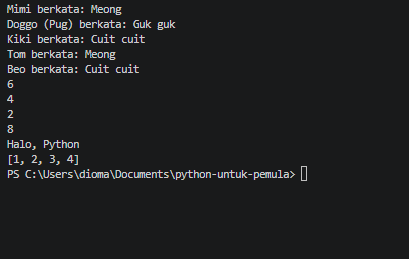 Mimi berkata: Meong
Doggo (Pug) berkata: Guk guk
Kiki berkata: Cuit cuit
Tom berkata: Meong
Beo berkata: Cuit cuit
6
4
2
8
Halo, Python
[1, 2, 3, 4]
PS C:\Users\dioma\Documents\python-untuk-pemula>